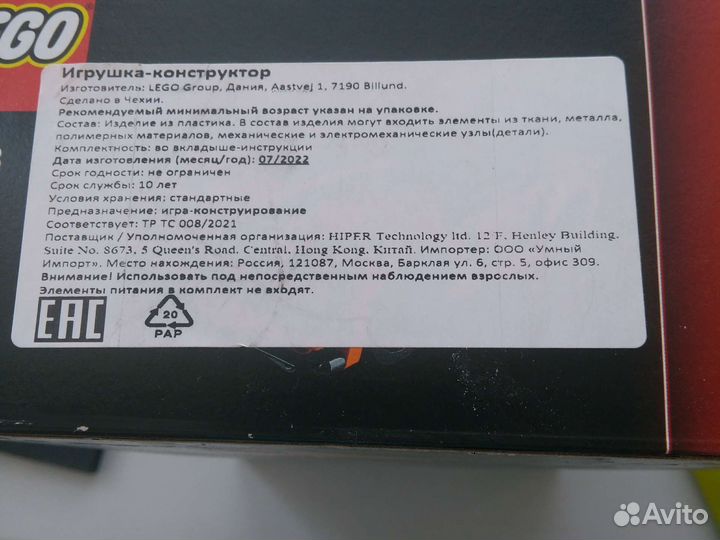 EGO
Игрушка-конструктор
Изготовитель: LEGO Group, Дания, Aastvej 1, 7190 Billund.
Сделано в Чехии.
Рекомендуемый минимальный возраст указан на упаковке.
Состав: Изделие из пластика. В состав изделия могут входить элементы из ткани, металла,
полимерных материалов, механические и электромеханические узлы(детали).
Комплектность: во вкладыше-инструкции
Дата изготовления (месяц/год): 07/2022
Срок годности: не ограничен
Срок службы: 10 лет
Условия хранения: стандартные
Предназначение: игра-конструирование
Соответствует: ТР ТС 008/2021
Поставщик / Уполномоченная организация: HIPER Technology ltd. 12 F. Henley Building,
Suite No. 8673, 5 Queen's Road. Central, Hong Kong, Китай. Импортер: ООО «Умный
Импорт». Место нахождения: Россия, 121087, Москва, Барклая ул. 6, стр. 5, офис 309.
Внимание! Использовать под непосредственным наблюдением взрослых.
Элементы питания в комплект не входят.
EAC
20
PAP
Avito